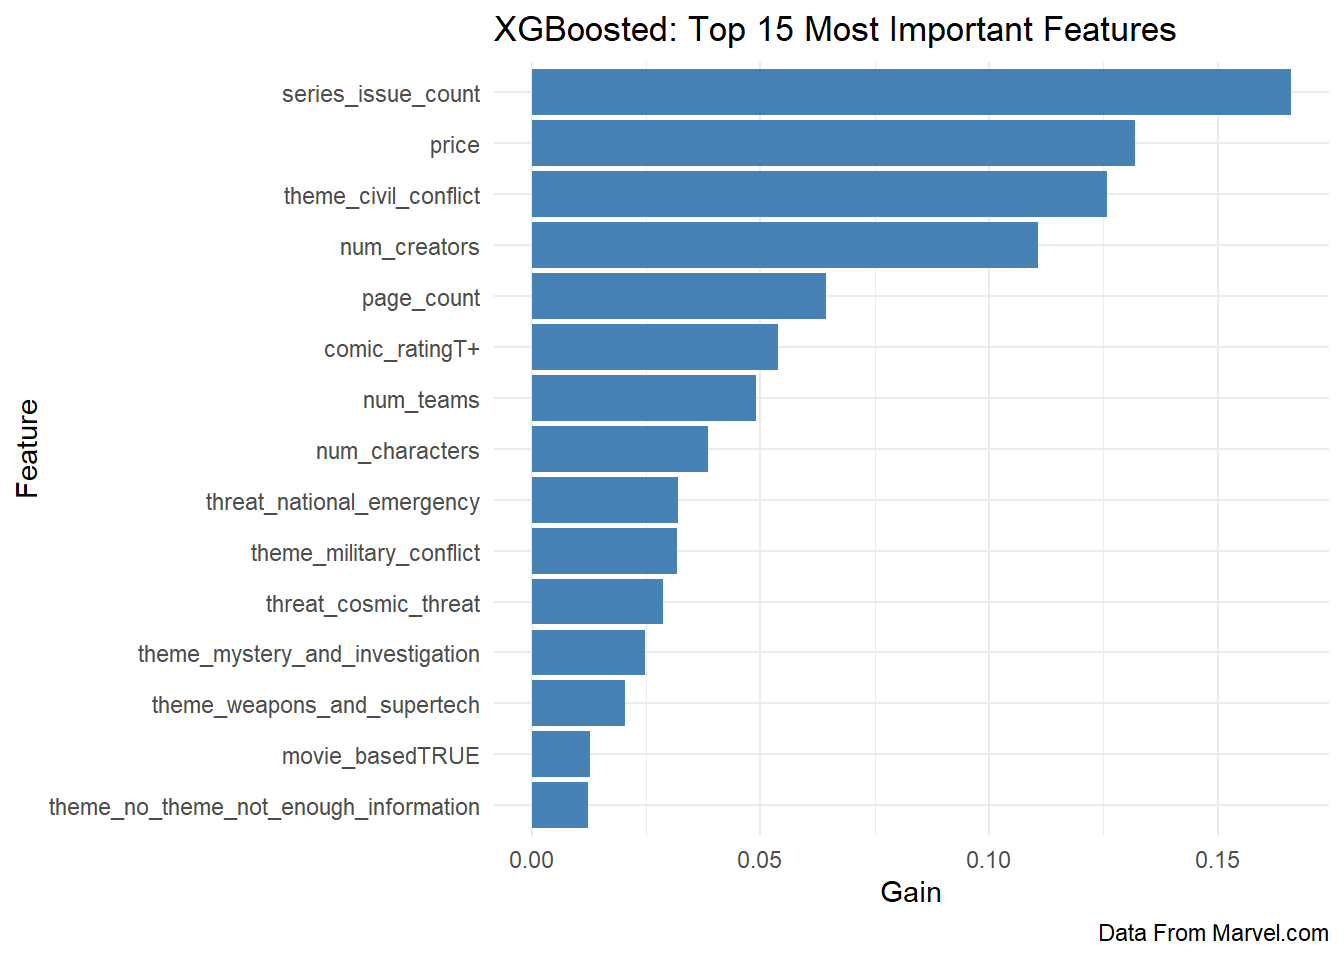 XGBoosted: Top 15 Most Important Features
series_issue_count
price
theme_civil_conflict
num_creators
page_count
comic_ratingT+
num_teams
num_characters
threat_national_emergency
theme_military_conflict
threat_cosmic_threat
theme_mystery_and_investigation
theme_weapons_and_supertech
movie_basedTRUE
theme_no_theme_not_enough_information
Feature
0.00 0.05 0.10 0.15
Gain
Data From Marvel.com